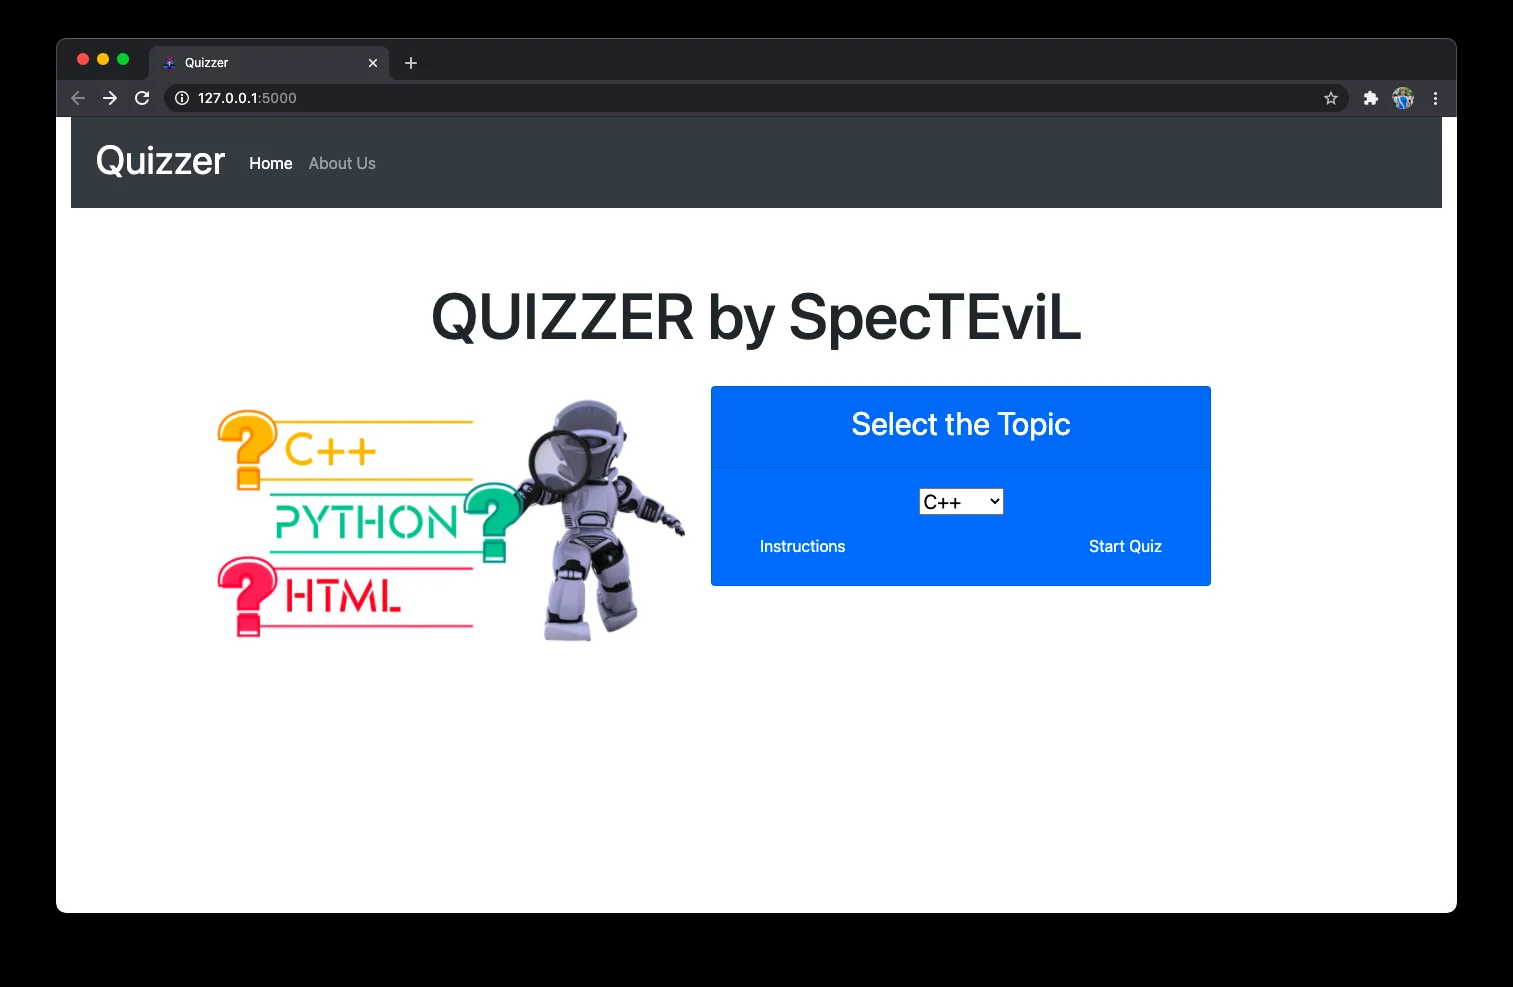 Quizzer
127.0.0.1:5000
Quizzer Home About Us
QUIZZER by SpecTEviL
C++
PYTHON
HTML
Select the Topic
C++
Instructions Start Quiz